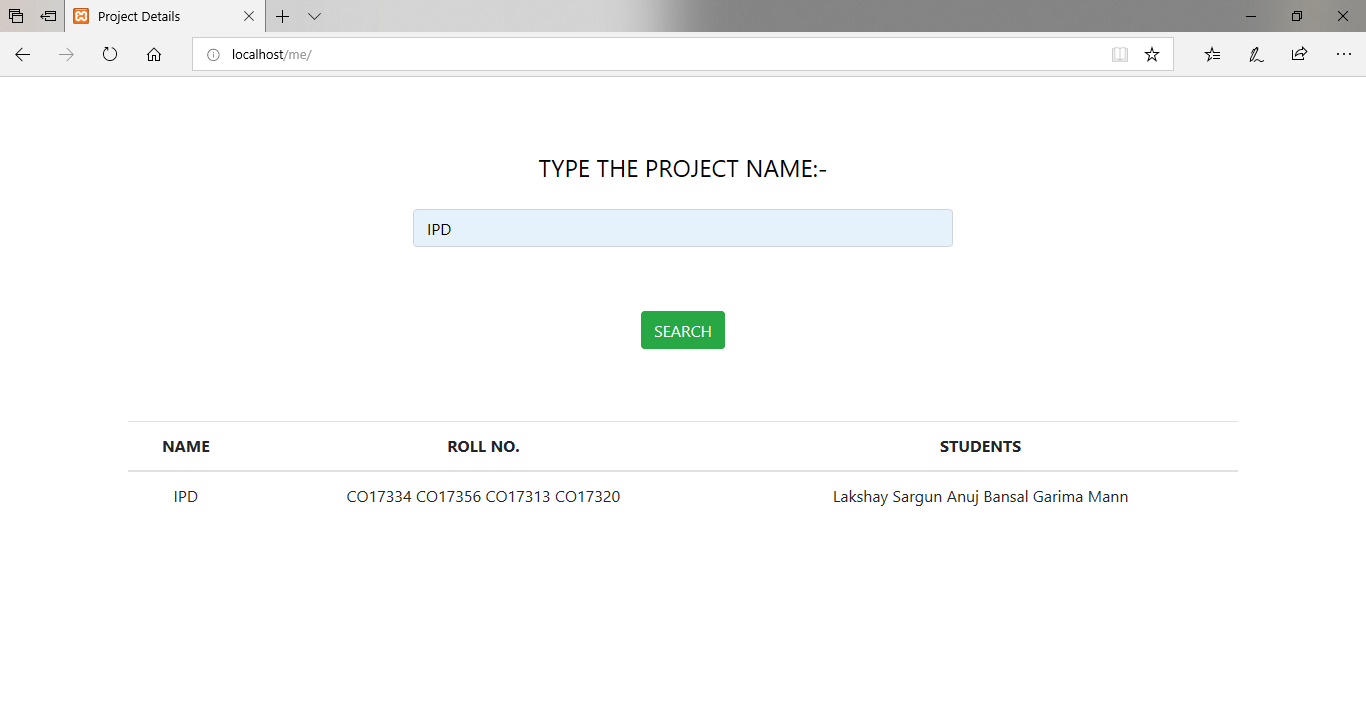 Project Details
localhost/me/
TYPE THE PROJECT NAME:-
IPD
SEARCH
NAME ROLL NO. STUDENTS
IPD CO17334 CO17356 CO17313 CO17320 Lakshay Sargun Anuj Bansal Garima Mann